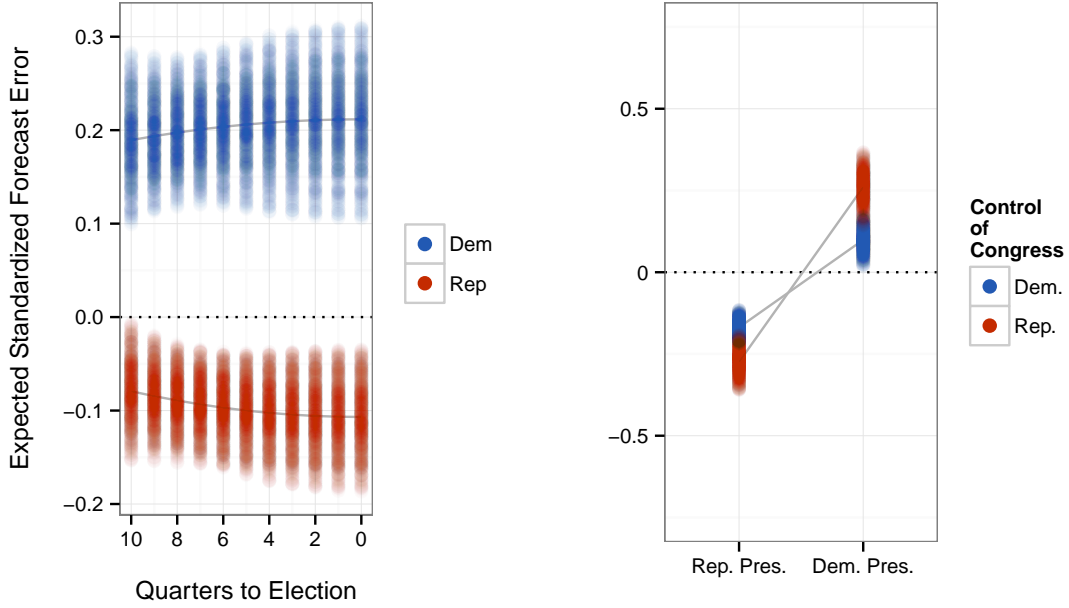 Expected Standardized Forecast Error
0.3
0.2
0.1
0.0
−0.1
−0.2
10 8 6 4 2 0
Quarters to Election
Dem
Rep
0.5
0
−0.5
Rep. Pres. Dem. Pres.
Control
of
Congress
Dem.
Rep.